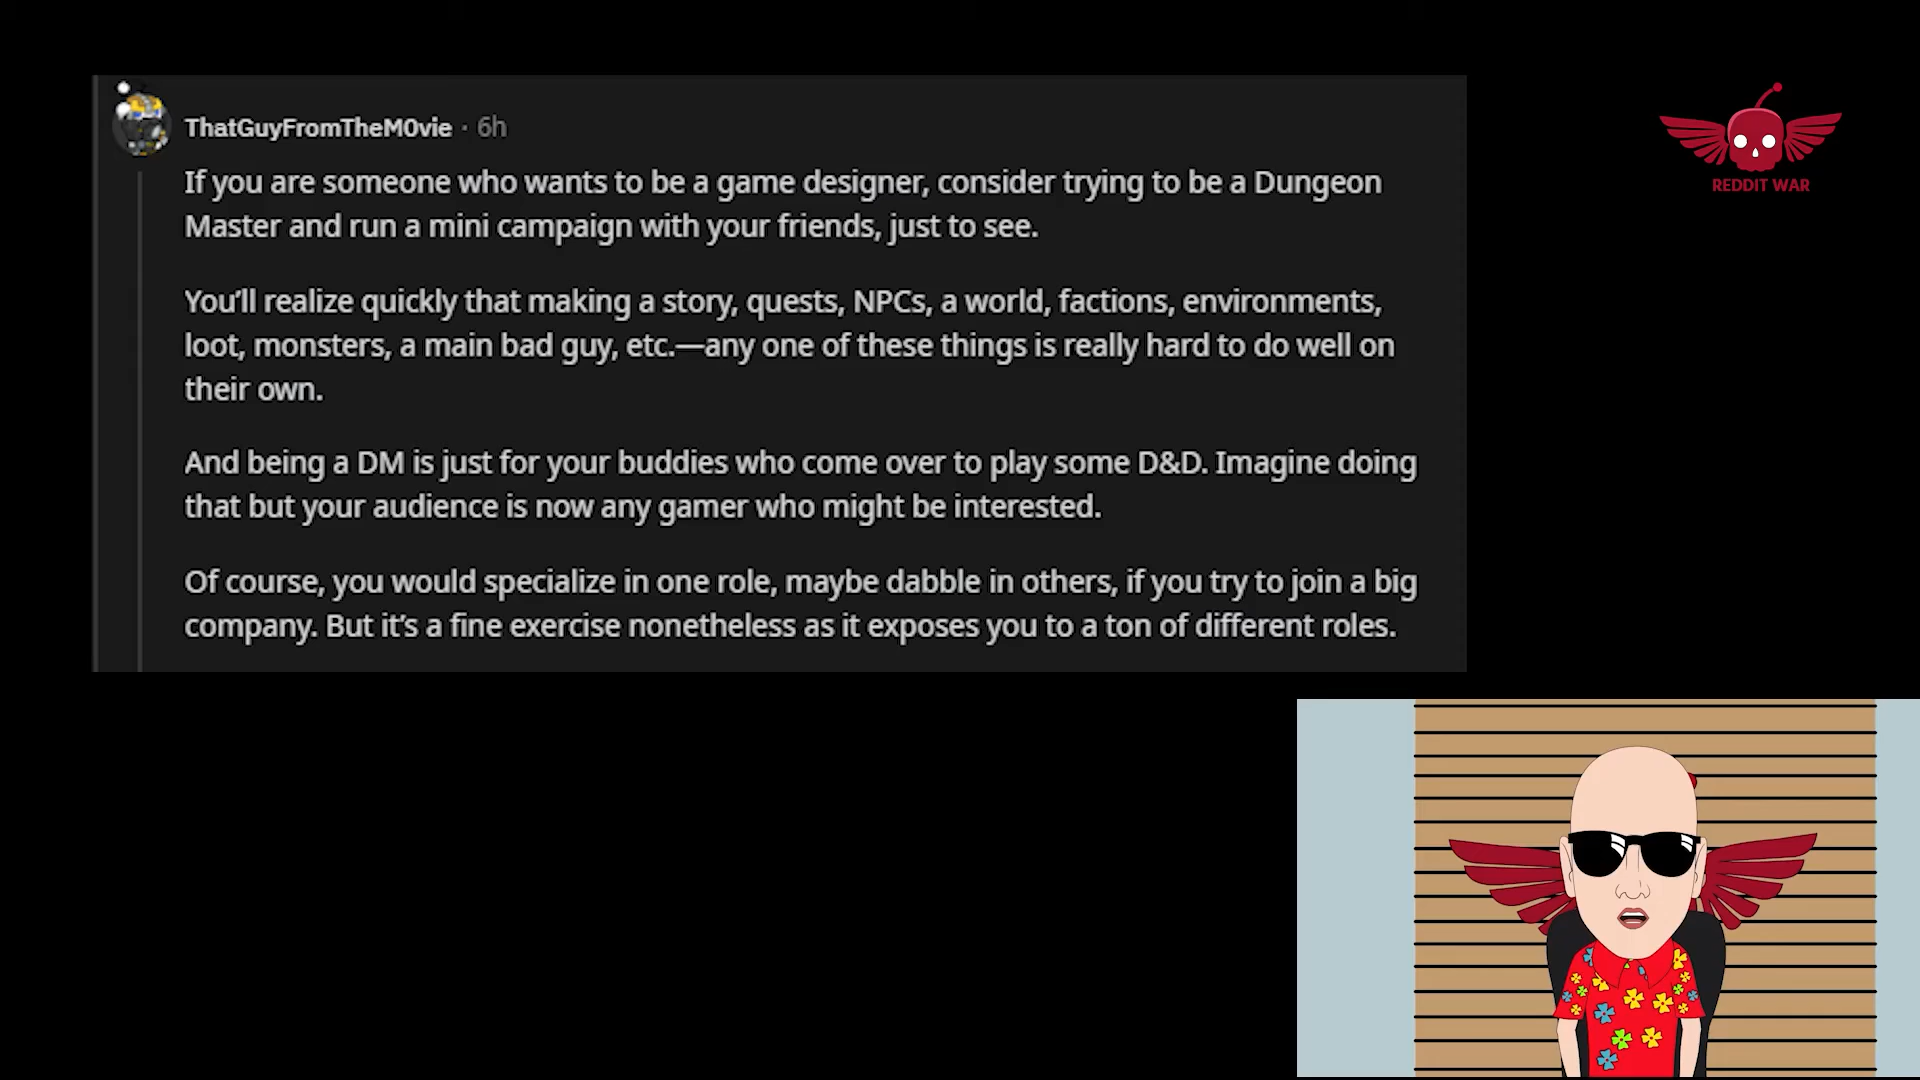 ThatGuyFromTheM0vie · 6h
If you are someone who wants to be a game designer, consider trying to be a Dungeon
Master and run a mini campaign with your friends, just to see.
You’ll realize quickly that making a story, quests, NPCs, a world, factions, environments,
loot, monsters, a main bad guy, etc.—any one of these things is really hard to do well on
their own.
And being a DM is just for your buddies who come over to play some D&D. Imagine doing
that but your audience is now any gamer who might be interested.
Of course, you would specialize in one role, maybe dabble in others, if you try to join a big
company. But it’s a fine exercise nonetheless as it exposes you to a ton of different roles.
REDDIT WAR